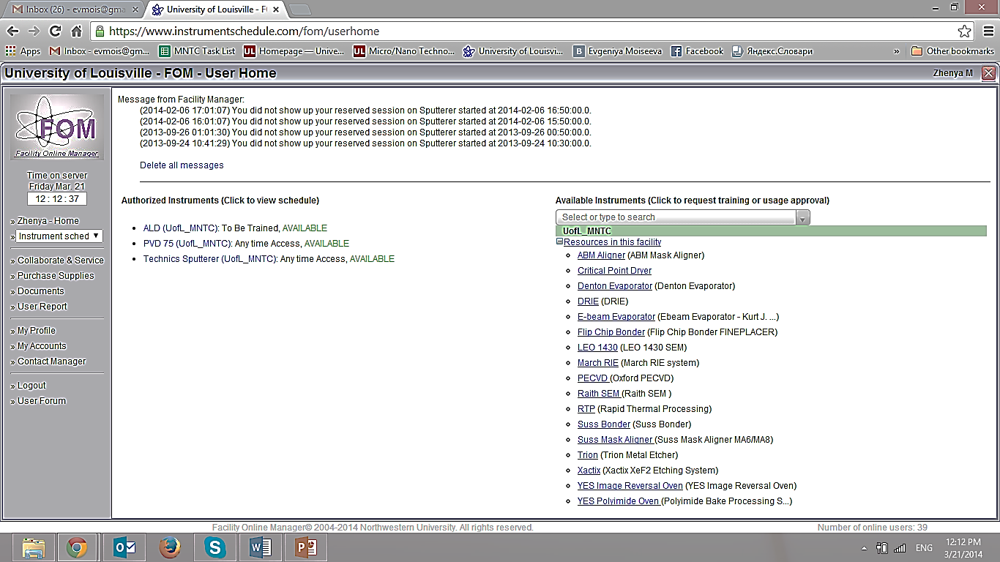 Inbox (26) - evmois@gma
University of Louisville - F
https://www.instrumentschedule.com/fom/userhome
Apps
Inbox - evmois@gm...
MNTC Task List
UL
Homepage — Unive...
UL
Micro/Nano Techno...
University of Louisvi...
B
Evgeniya Moiseeva
Facebook
Яндекс.Словари
»
Other bookmarks
University of Louisville - FOM - User Home
Zhenya M
FOM
Facility Online Manager
Time on server
Friday Mar. 21
12 : 12 : 37
» Zhenya - Home
» Instrument sched
» Collaborate & Service
» Purchase Supplies
» Documents
» User Report
» My Profile
» My Accounts
» Contact Manager
» Logout
» User Forum
Message from Facility Manager:
(2014-02-06 17:01:07) You did not show up your reserved session on Sputterer started at 2014-02-06 16:50:00.0.
(2014-02-06 16:01:07) You did not show up your reserved session on Sputterer started at 2014-02-06 15:50:00.0.
(2013-09-26 01:01:30) You did not show up your reserved session on Sputterer started at 2013-09-26 00:50:00.0.
(2013-09-24 10:41:29) You did not show up your reserved session on Sputterer started at 2013-09-24 10:30:00.0.
Delete all messages
Authorized Instruments (Click to view schedule)
• ALD (UofL_MNTC): To Be Trained, AVAILABLE
• PVD 75 (UofL_MNTC): Any time Access, AVAILABLE
• Technics Sputterer (UofL_MNTC): Any time Access, AVAILABLE
Available Instruments (Click to request training or usage approval)
Select or type to search
UofL_MNTC
Resources in this facility
ABM Aligner (ABM Mask Aligner)
Critical Point Dryer
Denton Evaporator (Denton Evaporator)
DRIE (DRIE)
E-beam Evaporator (Ebeam Evaporator - Kurt J. ...)
Flip Chip Bonder (Flip Chip Bonder FINEPLACER)
LEO 1430 (LEO 1430 SEM)
March RIE (March RIE system)
PECVD (Oxford PECVD)
Raith SEM (Raith SEM )
RTP (Rapid Thermal Processing)
Suss Bonder (Suss Bonder)
Suss Mask Aligner (Suss Mask Aligner MA6/MA8)
Trion (Trion Metal Etcher)
Xactix (Xactix XeF2 Etching System)
YES Image Reversal Oven (YES Image Reversal Oven)
YES Polyimide Oven (Polyimide Bake Processing S...)
Facility Online Manager© 2004-2014 Northwestern University. All rights reserved.
Number of online users: 39
ENG
12:12 PM
3/21/2014